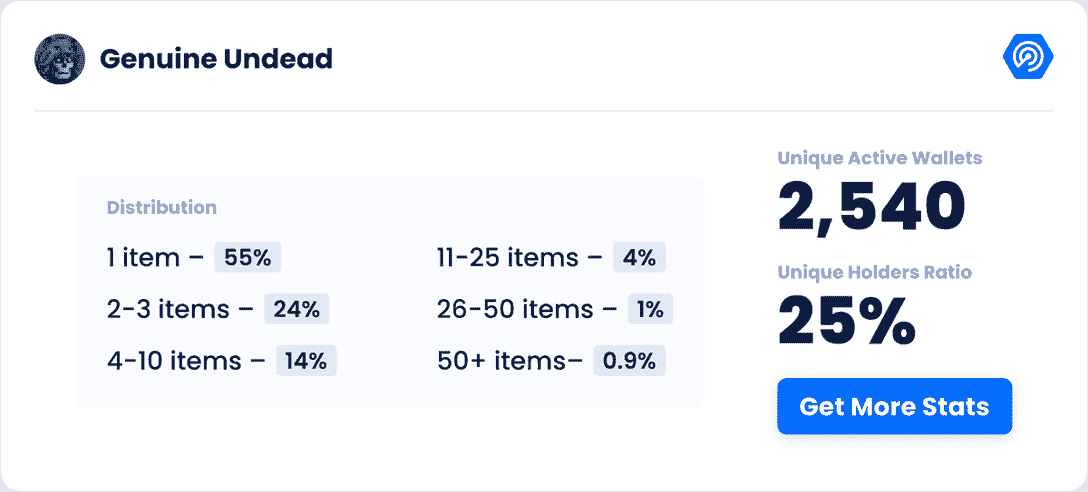 Genuine Undead
Distribution
1 item – 55%
2-3 items – 24%
4-10 items – 14%
11-25 items – 4%
26-50 items – 1%
50+ items– 0.9%
Unique Active Wallets
2,540
Unique Holders Ratio
25%
Get More Stats